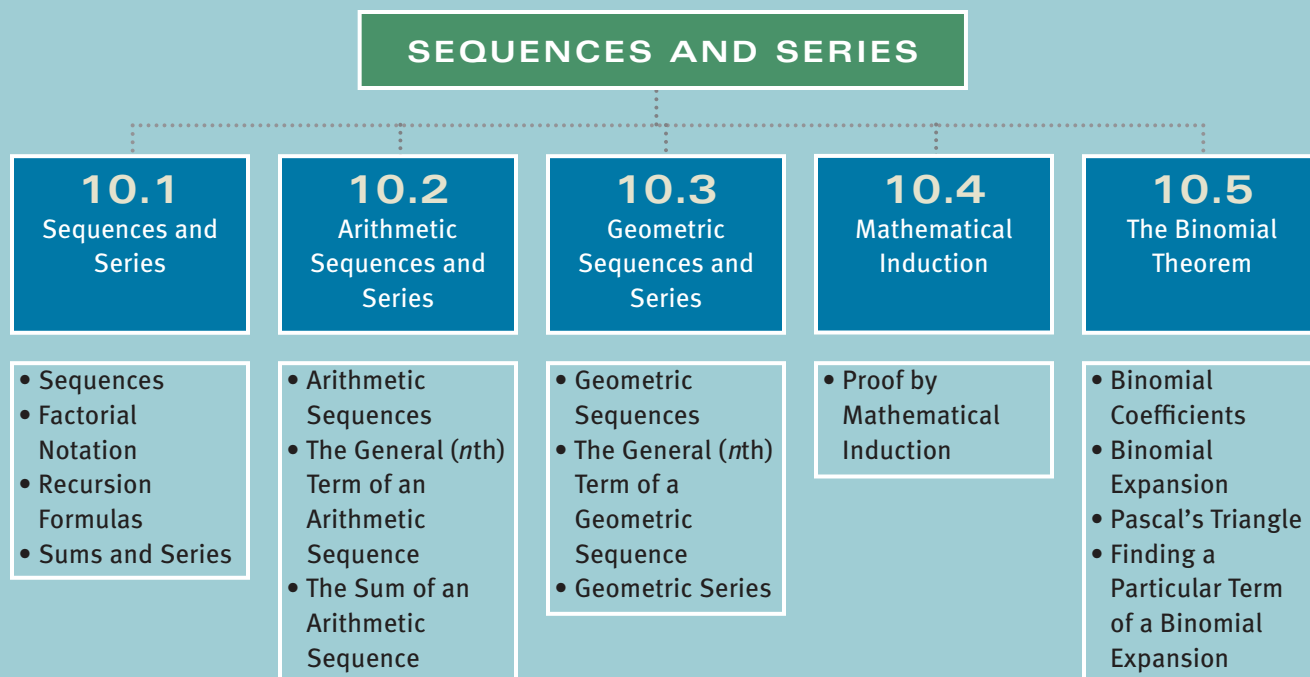 SEQUENCES AND SERIES
10.1
Sequences and
Series
• Sequences
• Factorial
Notation
• Recursion
Formulas
• Sums and Series
10.2
Arithmetic
Sequences and
Series
• Arithmetic
Sequences
• The General (nth)
Term of an
Arithmetic
Sequence
• The Sum of an
Arithmetic
Sequence
10.3
Geometric
Sequences and
Series
• Geometric
Sequences
• The General (nth)
Term of a
Geometric
Sequence
• Geometric Series
10.4
Mathematical
Induction
• Proof by
Mathematical
Induction
10.5
The Binomial
Theorem
• Binomial
Coefficients
• Binomial
Expansion
• Pascal's Triangle
• Finding a
Particular Term
of a Binomial
Expansion